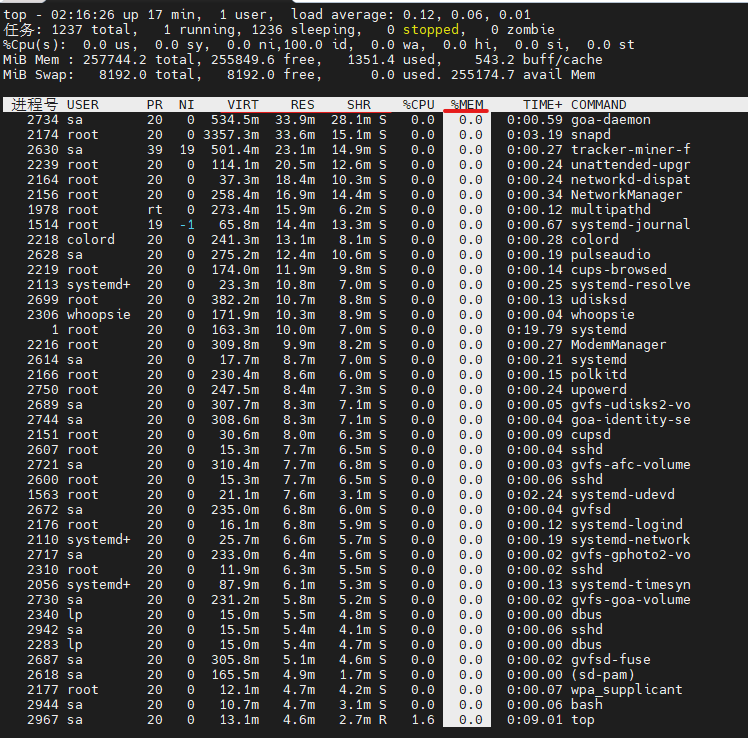 top - 02:16:26 up 17 min,  1 user,  load average: 0.12, 0.06, 0.01
任务: 1237 total,   1 running, 1236 sleeping,   0 stopped,   0 zombie
%Cpu(s):  0.0 us,  0.0 sy,  0.0 ni,100.0 id,  0.0 wa,  0.0 hi,  0.0 si,  0.0 st
MiB Mem : 257744.2 total, 255849.6 free,   1351.4 used,    543.2 buff/cache
MiB Swap:   8192.0 total,   8192.0 free,      0.0 used. 255174.7 avail Mem
进程号 USER      PR  NI    VIRT    RES    SHR   %CPU  %MEM     TIME+ COMMAND
2734 sa        20   0  534.5m  33.9m  28.1m S   0.0   0.0   0:00.59 goa-daemon
2174 root      20   0 3357.3m  33.6m  15.1m S   0.0   0.0   0:03.19 snapd
2630 sa        39  19  501.4m  23.1m  14.9m S   0.0   0.0   0:00.27 tracker-miner-f
2239 root      20   0  114.1m  20.5m  12.6m S   0.0   0.0   0:00.24 unattended-upgr
2164 root      20   0   37.3m  18.4m  10.3m S   0.0   0.0   0:00.24 networkd-dispat
2156 root      20   0  258.4m  16.9m  14.4m S   0.0   0.0   0:00.34 NetworkManager
1978 root      rt   0  273.4m  15.9m   6.2m S   0.0   0.0   0:00.12 multipathd
1514 root      19  -1   65.8m  14.4m  13.3m S   0.0   0.0   0:00.67 systemd-journal
2218 colord    20   0  241.3m  13.1m   8.1m S   0.0   0.0   0:00.28 colord
2628 sa        20   0  275.2m  12.4m  10.6m S   0.0   0.0   0:00.19 pulseaudio
2219 root      20   0  174.0m  11.9m   9.8m S   0.0   0.0   0:00.14 cups-browsed
2113 systemd+  20   0   23.3m  10.8m   7.0m S   0.0   0.0   0:00.25 systemd-resolve
2699 root      20   0  382.2m  10.7m   8.8m S   0.0   0.0   0:00.13 udisksd
2306 whoopsie  20   0  171.9m  10.3m   8.9m S   0.0   0.0   0:00.04 whoopsie
1 root      20   0  163.3m  10.0m   7.0m S   0.0   0.0   0:19.79 systemd
2216 root      20   0  309.8m   9.9m   8.2m S   0.0   0.0   0:00.27 ModemManager
2614 sa        20   0   17.7m   8.7m   7.0m S   0.0   0.0   0:00.21 systemd
2166 root      20   0  230.4m   8.6m   6.0m S   0.0   0.0   0:00.15 polkitd
2750 root      20   0  247.5m   8.4m   7.3m S   0.0   0.0   0:00.24 upowerd
2689 sa        20   0  307.7m   8.3m   7.1m S   0.0   0.0   0:00.05 gvfs-udisks2-vo
2744 sa        20   0  308.6m   8.3m   7.1m S   0.0   0.0   0:00.04 goa-identity-se
2151 root      20   0   30.6m   8.0m   6.3m S   0.0   0.0   0:00.09 cupsd
2607 root      20   0   15.3m   7.7m   6.5m S   0.0   0.0   0:00.04 sshd
2721 sa        20   0  310.4m   7.7m   6.8m S   0.0   0.0   0:00.03 gvfs-afc-volume
2600 root      20   0   15.3m   7.7m   6.5m S   0.0   0.0   0:00.06 sshd
1563 root      20   0   21.1m   7.6m   3.1m S   0.0   0.0   0:02.24 systemd-udevd
2672 sa        20   0  235.0m   6.8m   6.0m S   0.0   0.0   0:00.04 gvfsd
2176 root      20   0   16.1m   6.8m   5.9m S   0.0   0.0   0:00.12 systemd-logind
2110 systemd+  20   0   25.7m   6.6m   5.7m S   0.0   0.0   0:00.19 systemd-network
2717 sa        20   0  233.0m   6.4m   5.6m S   0.0   0.0   0:00.02 gvfs-gphoto2-vo
2310 root      20   0   11.9m   6.3m   5.5m S   0.0   0.0   0:00.02 sshd
2056 systemd+  20   0   87.9m   6.1m   5.3m S   0.0   0.0   0:00.13 systemd-timesyn
2730 sa        20   0  231.2m   5.8m   5.2m S   0.0   0.0   0:00.02 gvfs-goa-volume
2340 lp        20   0   15.0m   5.5m   4.8m S   0.0   0.0   0:00.00 dbus
2942 sa        20   0   15.5m   5.4m   4.1m S   0.0   0.0   0:00.06 sshd
2283 lp        20   0   15.0m   5.4m   4.7m S   0.0   0.0   0:00.00 dbus
2687 sa        20   0  305.8m   5.1m   4.6m S   0.0   0.0   0:00.02 gvfsd-fuse
2618 sa        20   0  165.5m   4.9m   1.7m S   0.0   0.0   0:00.00 (sd-pam)
2177 root      20   0   12.1m   4.7m   4.2m S   0.0   0.0   0:00.07 wpa_supplicant
2944 sa        20   0   10.7m   4.7m   3.1m S   0.0   0.0   0:00.06 bash
2967 sa        20   0   13.1m   4.6m   2.7m R   1.6   0.0   0:09.01 top